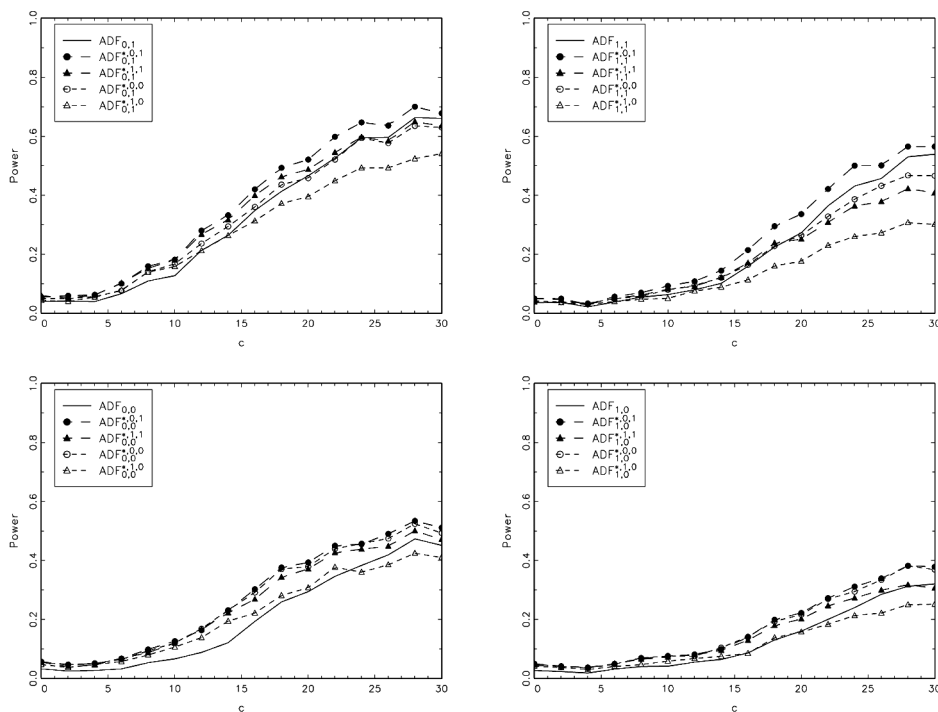 ADF0,1
ADF*,0,1 0,1
ADF*,1,1 0,1
ADF*,0,0 0,1
ADF*,1,0 0,1
Power
0.0 0.2 0.4 0.6 0.8 1.0
0 5 10 15 20 25 30
c
ADF1,1
ADF*,0,1 1,1
ADF*,1,1 1,1
ADF*,0,0 1,1
ADF*,1,0 1,1
Power
0.0 0.2 0.4 0.6 0.8 1.0
0 5 10 15 20 25 30
c
ADF0,0
ADF*,0,1 0,0
ADF*,1,1 0,0
ADF*,0,0 0,0
ADF*,1,0 0,0
Power
0.0 0.2 0.4 0.6 0.8 1.0
0 5 10 15 20 25 30
c
ADF1,0
ADF*,0,1 1,0
ADF*,1,1 1,0
ADF*,0,0 1,0
ADF*,1,0 1,0
Power
0.0 0.2 0.4 0.6 0.8 1.0
0 5 10 15 20 25 30
c